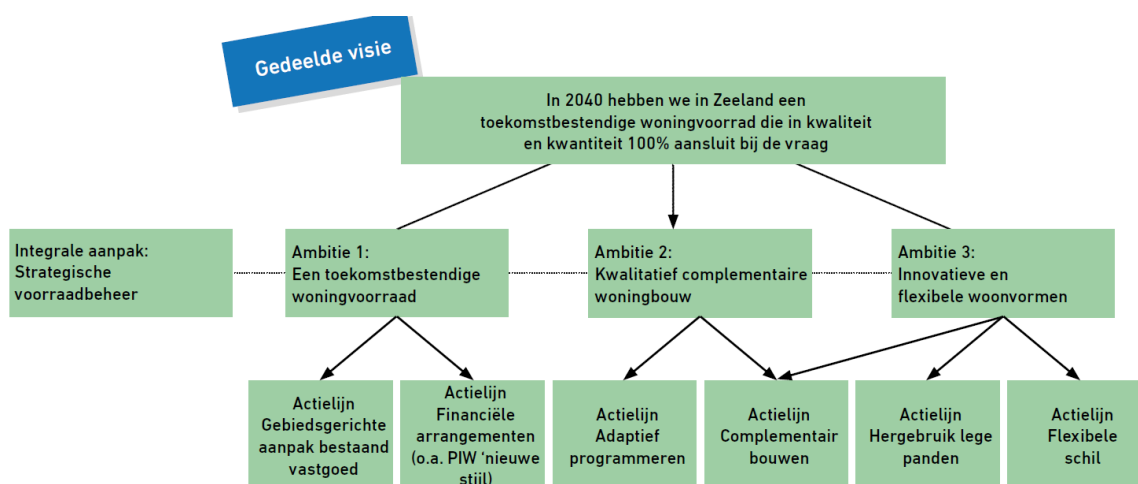 Gedeelde visie
In 2040 hebben we in Zeeland een
toekomstbestendige woningvoorrad die in kwaliteit
en kwantiteit 100% aansluit bij de vraag
Integrale aanpak:
Strategische
voorraadbeheer
Ambitie 1:
Een toekomstbestendige
woningvoorraad
Ambitie 2:
Kwalitatief complementaire
woningbouw
Ambitie 3:
Innovatieve en
flexibele woonvormen
Actielijn
Gebiedsgerichte
aanpak bestaand
vastgoed
Actielijn
Financiële
arrangementen
(o.a. PIW ‘nieuwe
stijl)
Actielijn
Adaptief
programmeren
Actielijn
Complementair
bouwen
Actielijn
Hergebruik lege
panden
Actielijn
Flexibele
schil